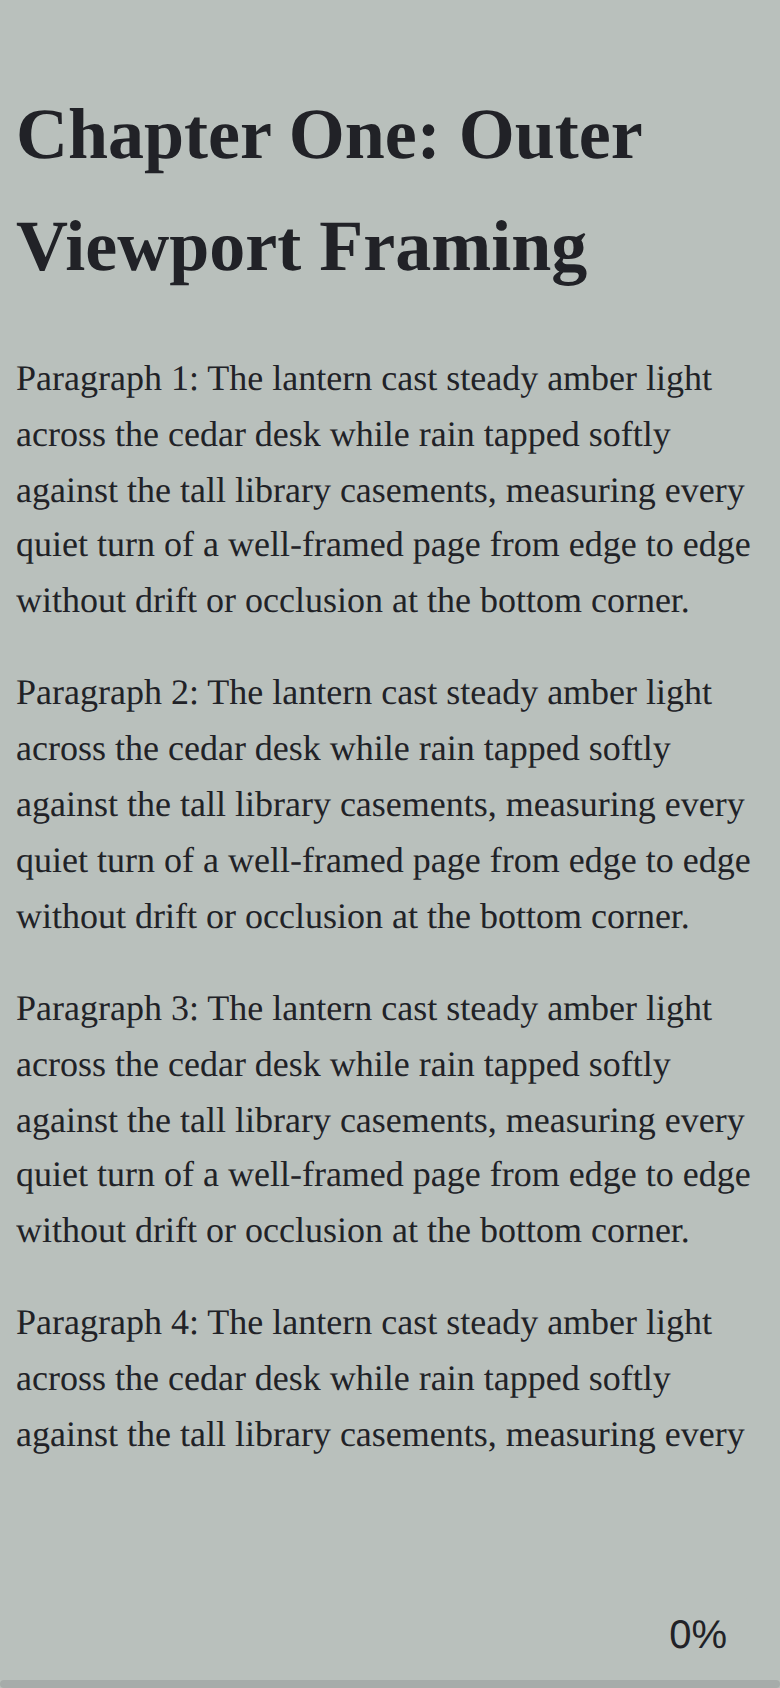 Chapter One: Outer
Viewport Framing
Paragraph 1: The lantern cast steady amber light
across the cedar desk while rain tapped softly
against the tall library casements, measuring every
quiet turn of a well-framed page from edge to edge
without drift or occlusion at the bottom corner.
Paragraph 2: The lantern cast steady amber light
across the cedar desk while rain tapped softly
against the tall library casements, measuring every
quiet turn of a well-framed page from edge to edge
without drift or occlusion at the bottom corner.
Paragraph 3: The lantern cast steady amber light
across the cedar desk while rain tapped softly
against the tall library casements, measuring every
quiet turn of a well-framed page from edge to edge
without drift or occlusion at the bottom corner.
Paragraph 4: The lantern cast steady amber light
across the cedar desk while rain tapped softly
against the tall library casements, measuring every
0%